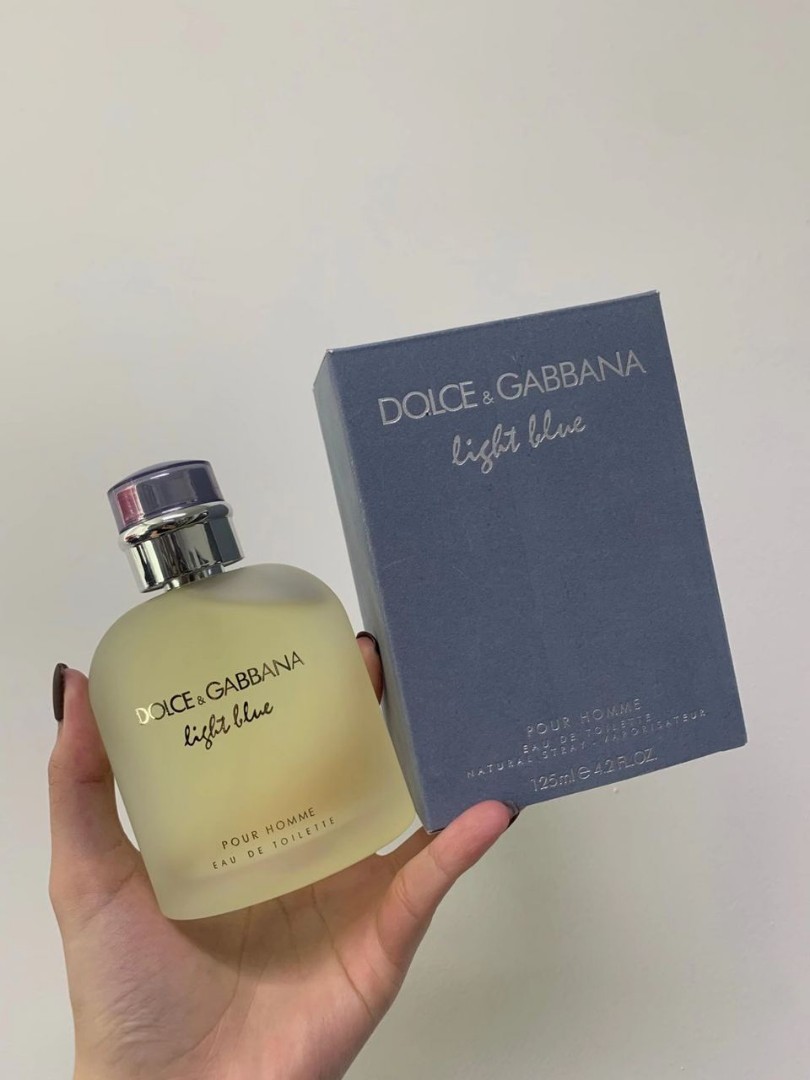 DOLCE & GABBANA
light blue
POUR HOMME
EAU DE TOILETTE
NATURAL SPRAY - VAPORISATEUR
125ml e 4.2 FL.OZ.
DOLCE & GABBANA
light blue
POUR HOMME
EAU DE TOILETTE